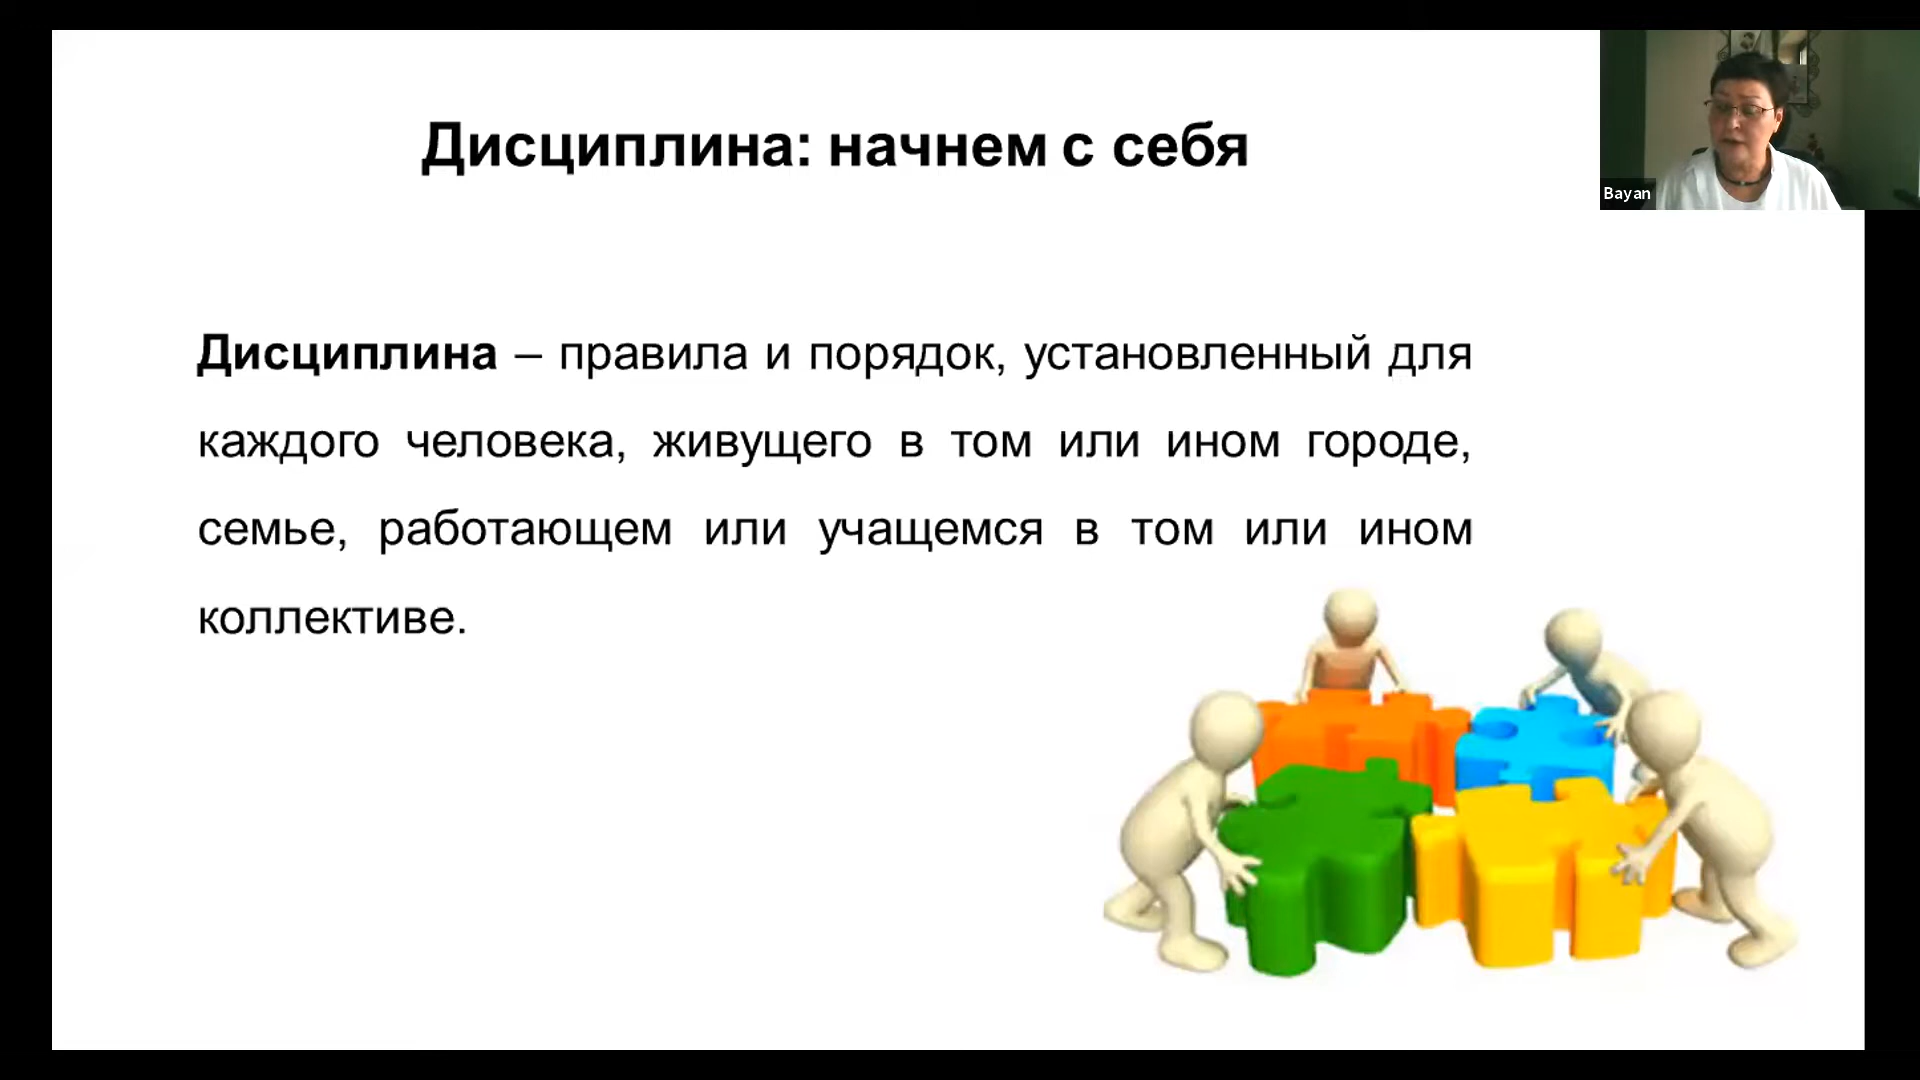 Дисциплина: начнем с себя
Bayan
Дисциплина – правила и порядок, установленный для
каждого человека, живущего в том или ином городе,
семье, работающем или учащемся в том или ином
коллективе.